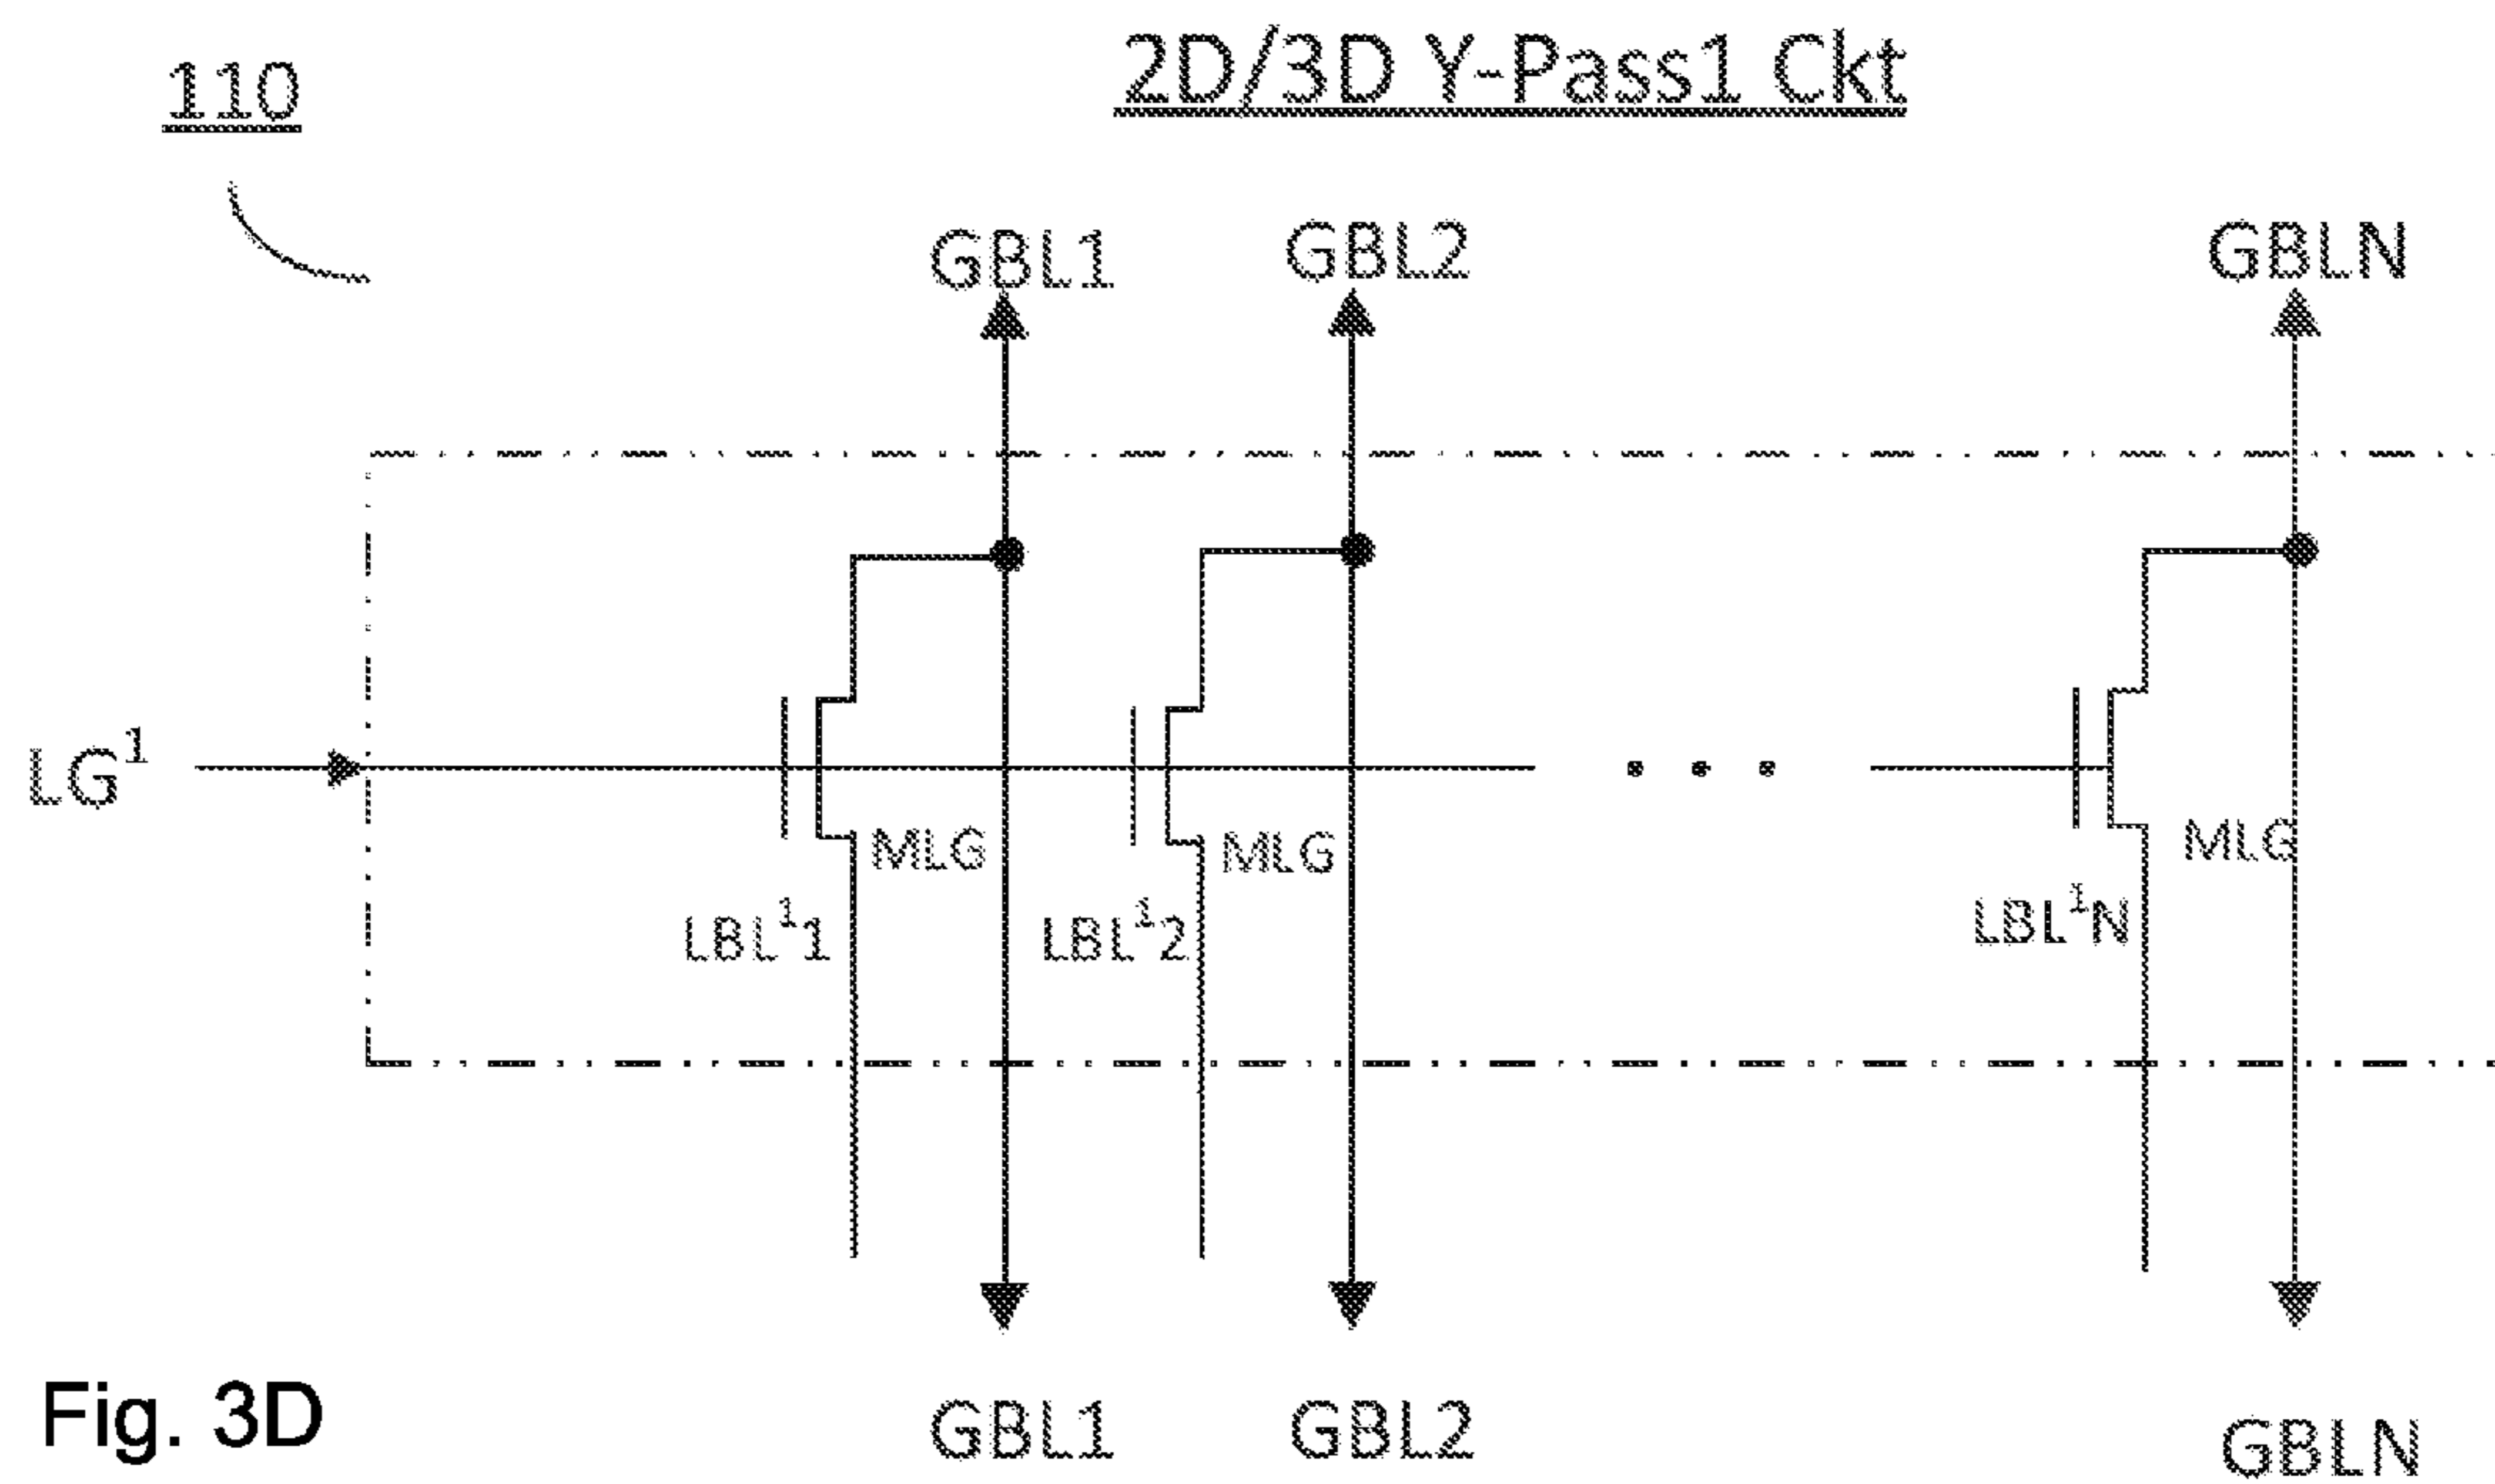 2D/3D Y-Pass1 Ckt
110
GBL1 GBL2 GBLN
LG¹
MLG MLG MLG
LBL¹1 LBL¹2 LBL¹N
Fig. 3D
GBL1 GBL2 GBLN